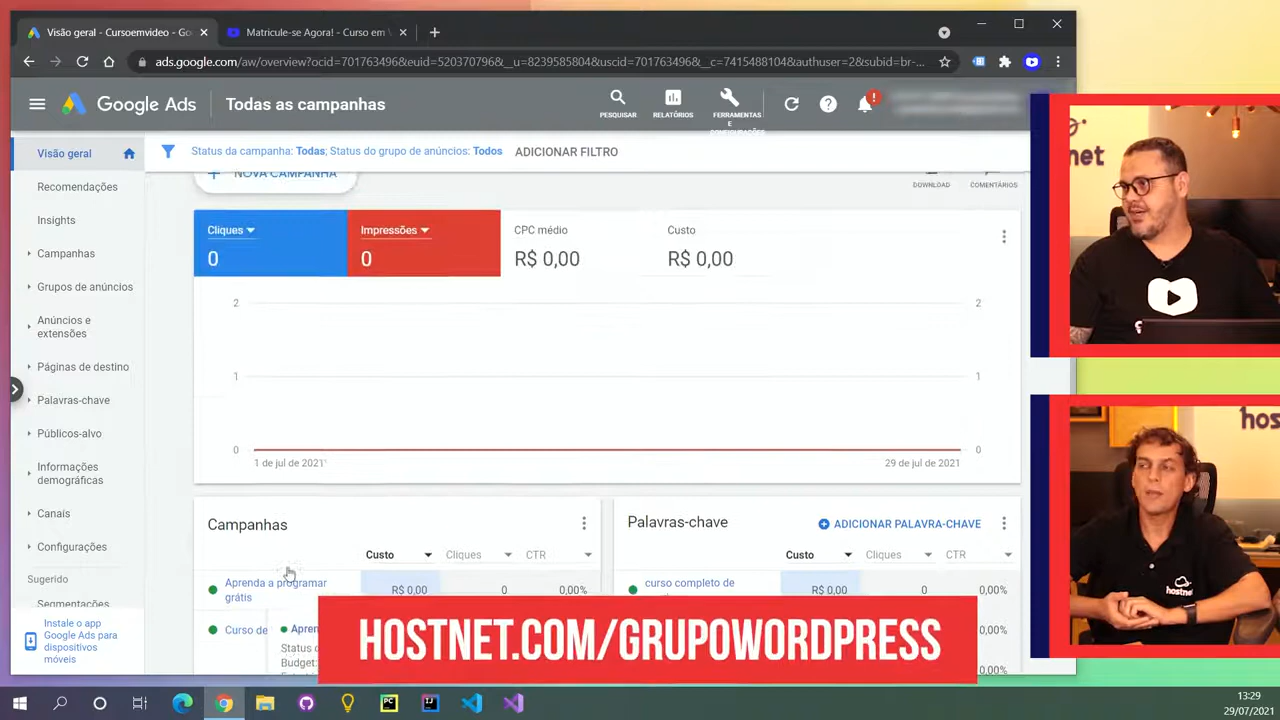 Visão geral - Cursoemvideo - Go
Matricule-se Agora! - Curso em V
ads.google.com/aw/overview?ocid=701763496&euid=520370796&__u=8239585804&uscid=701763496&__c=7415488104&authuser=2&subid=br-...
Google Ads
Todas as campanhas
PESQUISAR
RELATÓRIOS
FERRAMENTAS
E
CONFIGURAÇÕES
Visão geral
Status da campanha: Todas; Status do grupo de anúncios: Todos
ADICIONAR FILTRO
Recomendações
Insights
Campanhas
Grupos de anúncios
Anúncios e
extensões
Páginas de destino
Palavras-chave
Públicos-alvo
Informações
demográficas
Canais
Configurações
Sugerido
Segmentações
Instale o app
Google Ads para
dispositivos
móveis
NOVA CAMPANHA
DOWNLOAD
COMENTÁRIOS
Cliques
0
Impressões
0
CPC médio
R$ 0,00
Custo
R$ 0,00
2 2
1 1
0 0
1 de jul de 2021
29 de jul de 2021
Campanhas
Custo Cliques CTR
Aprenda a programar
grátis
R$ 0,00 0 0,00%
Curso de
Apren
Status d
Budget:
Palavras-chave
ADICIONAR PALAVRA-CHAVE
Custo Cliques CTR
curso completo de
R$ 0,00 0 0,00%
0,00%
0,00%
HOSTNET.COM/GRUPOWORDPRESS
net
hos
hostnet
13:29
29/07/2021